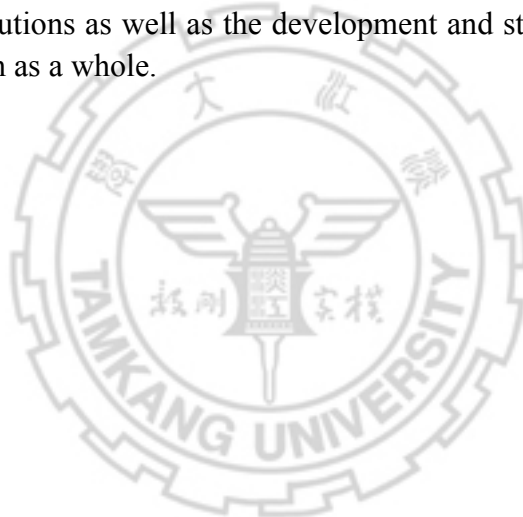 utions as well as the development and st
n as a whole.
淡江大學
樸實剛毅
TAMKANG UNIVERSITY